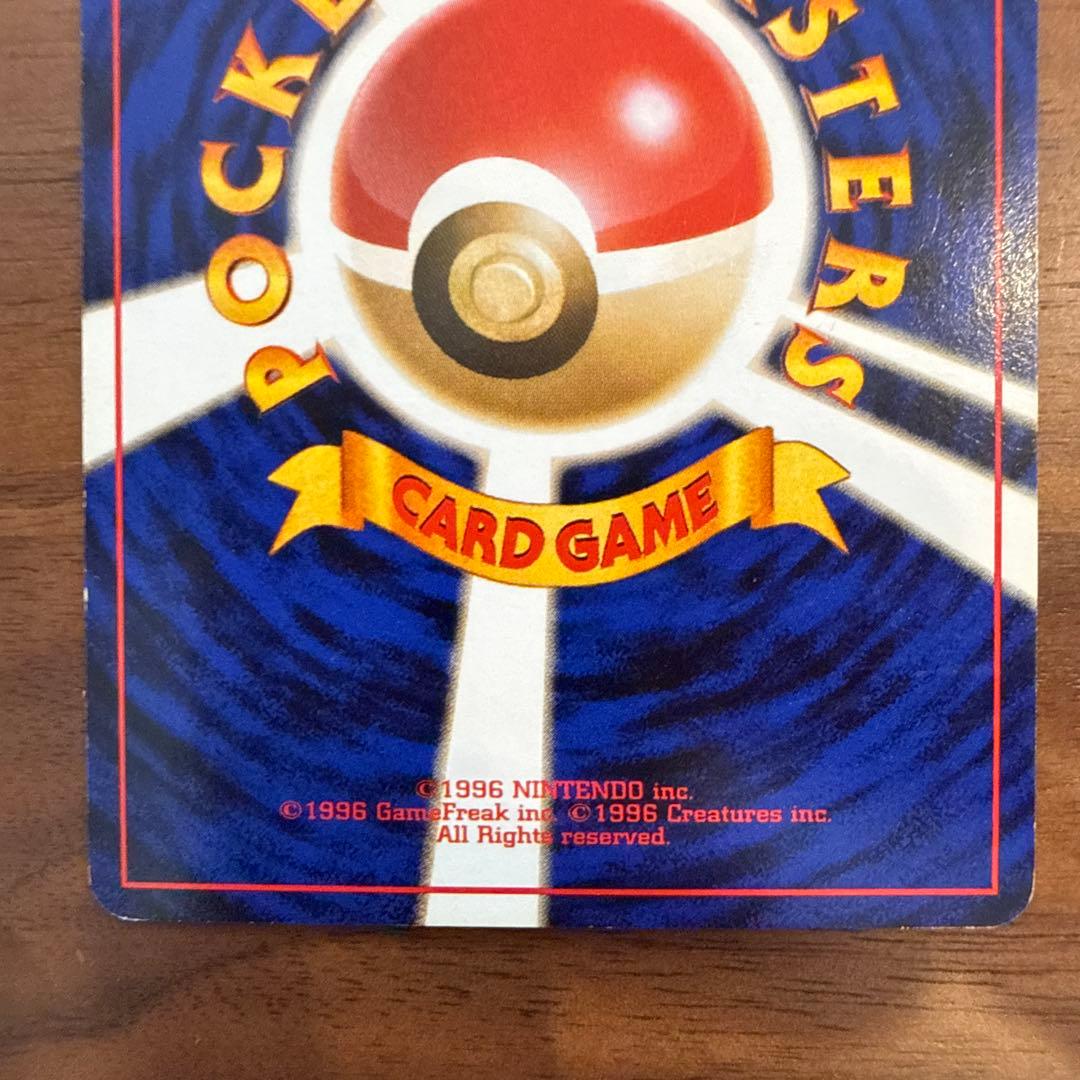 POCKE
STERS
CARD GAME
©1996 NINTENDO inc.
©1996 GameFreak inc. ©1996 Creatures inc.
All Rights reserved.